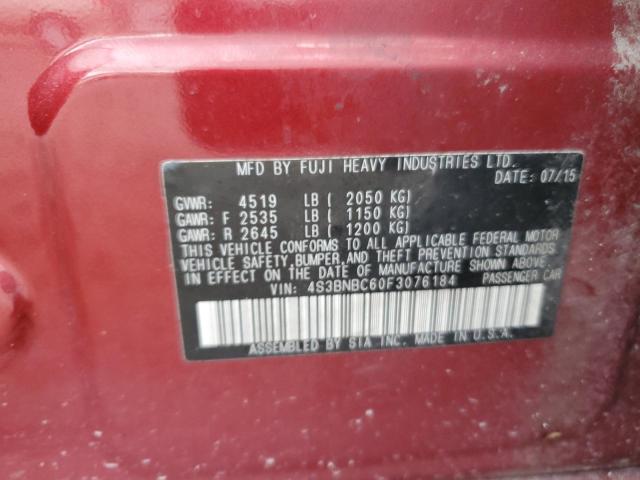 MFD BY FUJI HEAVY INDUSTRIES LTD.
DATE: 07/15
GVWR: 4519 LB ( 2050 KG)
GAWR: F 2535 LB ( 1150 KG)
GAWR: R 2645 LB ( 1200 KG)
THIS VEHICLE CONFORMS TO ALL APPLICABLE FEDERAL MOTOR
VEHICLE SAFETY, BUMPER, AND THEFT PREVENTION STANDARDS
IN EFFECT ON THE DATE OF MANUFACTURE SHOWN ABOVE.
VIN: 4S3BNBC60F3076184 PASSENGER CAR
ASSEMBLED BY SIA INC. MADE IN U.S.A.